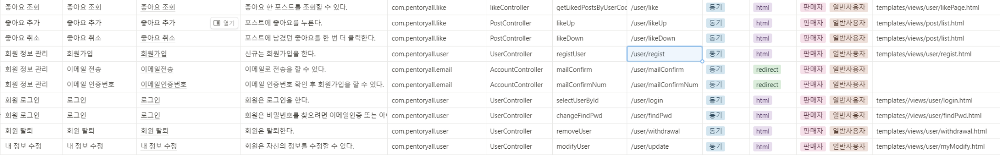 좋아요 조회 좋아요 조회 좋아요 조회 좋아요 한 포스트를 조회할 수 있다. com.pentoryall.like likeController getLikedPostsByUserCoc /user/like 동기 html 판매자 일반사용자 templates/views/user/likePage.html
좋아요 추가 좋아요 추가 좋아요 추가 열기 포스트에 좋아요를 누른다. com.pentoryall.like PostController likeUp /user/likeUp 동기 html 판매자 일반사용자 templates/views/post/list.html
좋아요 취소 좋아요 취소 좋아요 취소 포스트에 남겼던 좋아요를 한 번 더 클릭한다. com.pentoryall.like PostController likeDown /user/likeDown 동기 html 판매자 일반사용자 templates/views/post/list.html
회원 정보 관리 회원가입 회원가입 신규는 회원가입을 한다. com.pentoryall.user UserController registUser /user/regist 동기 html 판매자 일반사용자 templates/views/user/regist.html
회원 정보 관리 이메일 전송 이메일전송 이메일로 전송을 할 수 있다. com.pentoryall.email AccountController mailConfirm /user/mailConfirm 동기 redirect 판매자 일반사용자
회원 정보 관리 이메일 인증번호 이메일인증번호 이메일 인증번호 확인 후 회원가입을 할 수 있다. com.pentoryall.email AccountController mailConfirmNum /user/mailConfirmNum 동기 redirect 판매자 일반사용자
회원 로그인 로그인 로그인 회원은 로그인을 한다. com.pentoryall.user UserController selectUserById /user/login 동기 html 판매자 일반사용자 templates//views/user/login.html
회원 로그인 로그인 로그인 회원은 비밀번호를 찾으려면 이메일인증 또는 com.pentoryall.user UserController changeFindPwd /user/findPwd 동기 html 판매자 일반사용자 templates//views/user/findPwd.html
회원 탈퇴 회원 탈퇴 회원 탈퇴 회원은 탈퇴한다. com.pentoryall.user UserController removeUser /user/withdrawal 동기 html 판매자 일반사용자 templates/views/user/withdrawal.html
내 정보 수정 내 정보 수정 내 정보 수정 회원은 자신의 정보를 수정할 수 있다. com.pentoryall.user UserController modifyUser /user/update 동기 html 판매자 일반사용자 templates/views/user/myModify.html